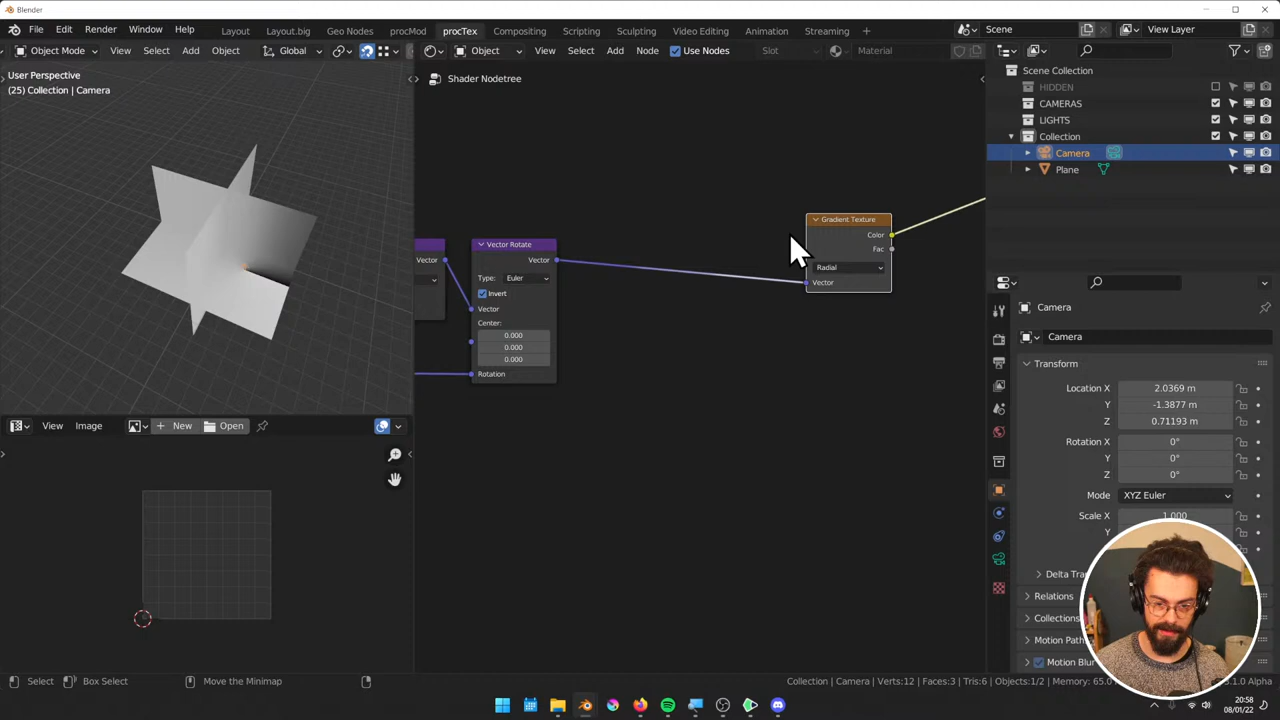 Blender
File Edit Render Window Help
Layout Layout.big Geo Nodes procMod procTex Compositing Scripting Sculpting Video Editing Animation + Streaming
Scene
View Layer
Object Mode View Select Add Object Global
Object View Select Add Node Use Nodes Slot Material
User Perspective
(25) Collection | Camera
Shader Nodetree
Vector
Vector Rotate
Vector
Type: Euler
Invert
Vector
Center:
0.000
0.000
0.000
Rotation
Gradient Texture
Color
Fac
Radial
Vector
Scene Collection
HIDDEN
CAMERAS
LIGHTS
Collection
Camera
Plane
View Image + New Open
Camera
Camera
Transform
Location X 2.0369 m
Y -1.3877 m
Z 0.71193 m
Rotation X 0°
Y 0°
Z 0°
Mode XYZ Euler
Scale X 1.000
Delta Tra
Relations
Collections
Motion Path
Motion Blur
Select Box Select Move the Minimap
Collection | Camera | Verts:12 | Faces:3 | Tris:6 | Objects:1/2 | Memory: 65.0
.1.0 Alpha
20:58
08/01/22